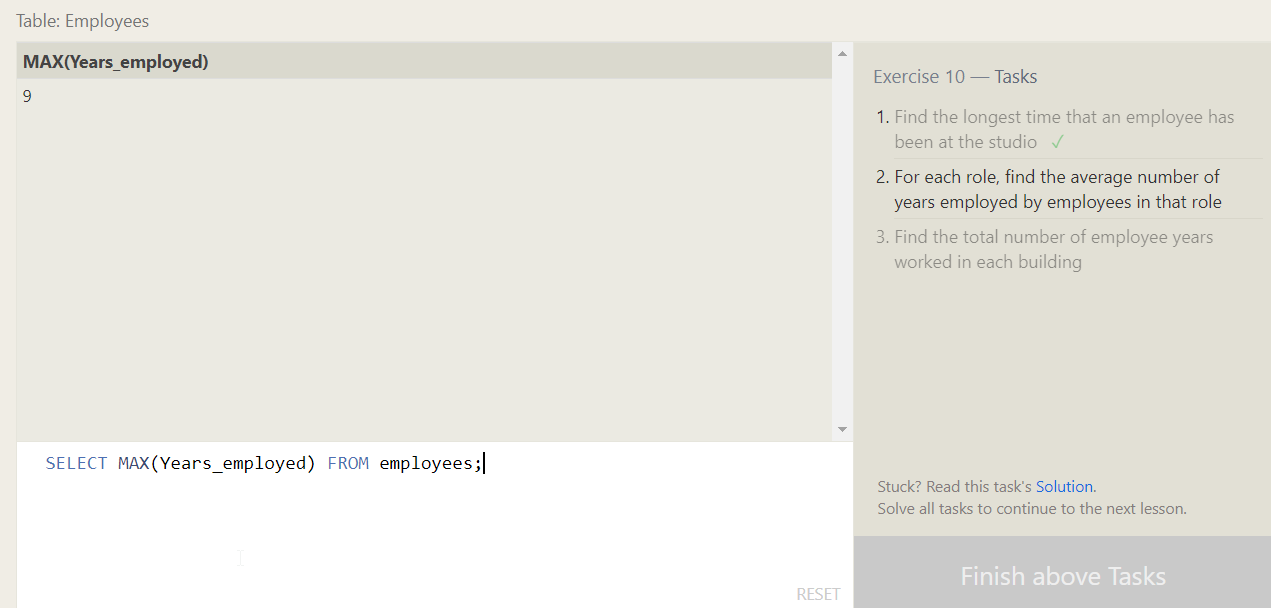 Table: Employees
MAX(Years_employed)
9
SELECT MAX(Years_employed) FROM employees;
RESET
Exercise 10 — Tasks
1. Find the longest time that an employee has
been at the studio ✓
2. For each role, find the average number of
years employed by employees in that role
3. Find the total number of employee years
worked in each building
Stuck? Read this task's Solution.
Solve all tasks to continue to the next lesson.
Finish above Tasks